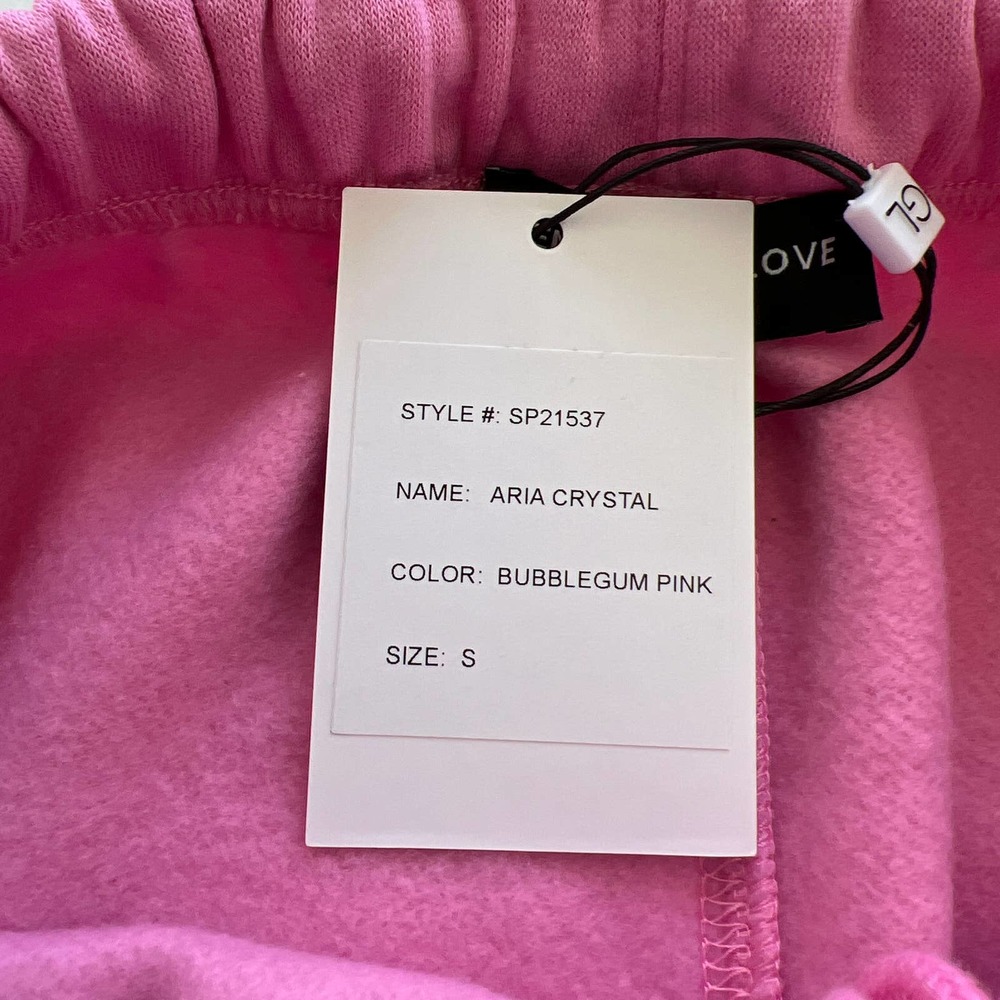 GL
LOVE
STYLE #: SP21537
NAME: ARIA CRYSTAL
COLOR: BUBBLEGUM PINK
SIZE: S